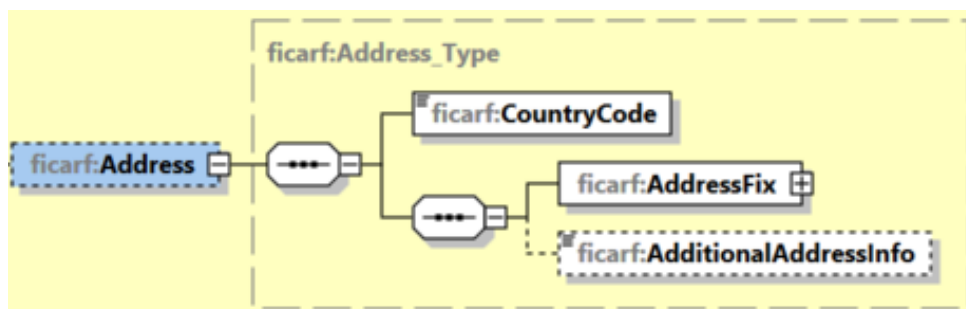 ficarf:Address_Type
ficarf:CountryCode
ficarf:Address
ficarf:AddressFix
ficarf:AdditionalAddressInfo